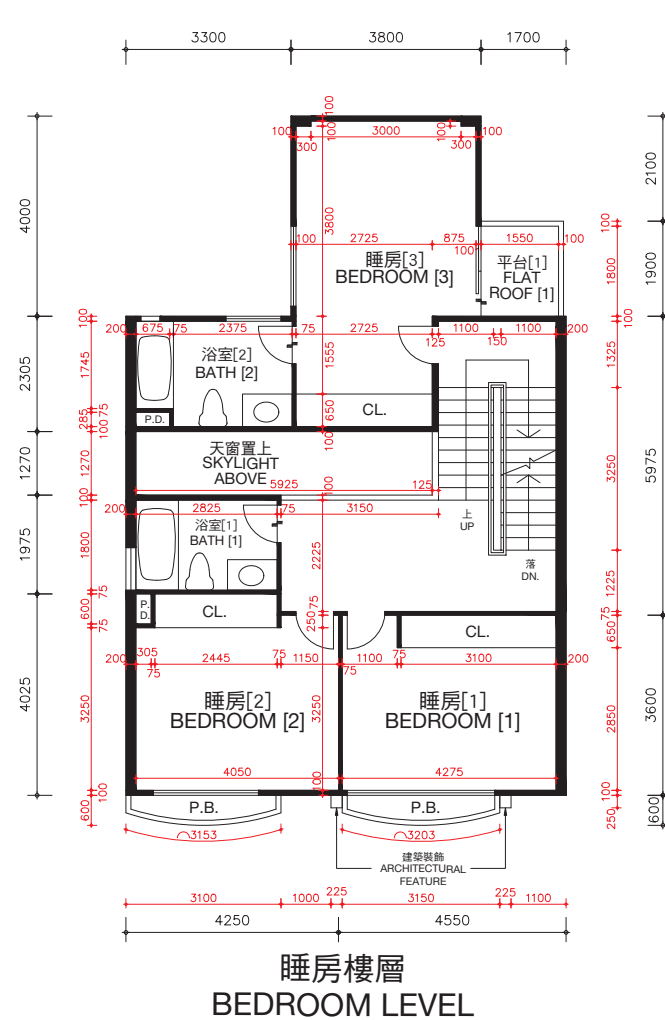 3300 3800 1700
100
100 100 3000 100
300 300
2100
4000
3800
100 2725 875 1550 100
100
睡房[3]
BEDROOM [3]
平台[1]
FLAT
ROOF [1]
1800
1900
100
100
200 675 75 2375 75 2725 1100 1100 200
125 150
浴室[2]
BATH [2]
1745
2305
1555
1325
650
CL.
P.D.
285 75
100
100
天窗置上
SKYLIGHT
ABOVE
1270
1270
3250
5975
5925 125
100
100
200 2825 75 3150
上
UP
浴室[1]
BATH [1]
1800
1975
2225
落
DN.
1225
75
600
75
P.
D.
CL.
75
250
75
650
CL.
200 305 2445 75 1150 1100 75 3100 200
75 75
睡房[2]
BEDROOM [2]
睡房[1]
BEDROOM [1]
3250
4025
3250
2850
3600
4050 4275
100
100
100
600
250
600
P.B. P.B.
3153 3203
建築裝飾
ARCHITECTURAL
FEATURE
3100 1000 225 3150 225 1100
4250 4550
睡房樓層
BEDROOM LEVEL